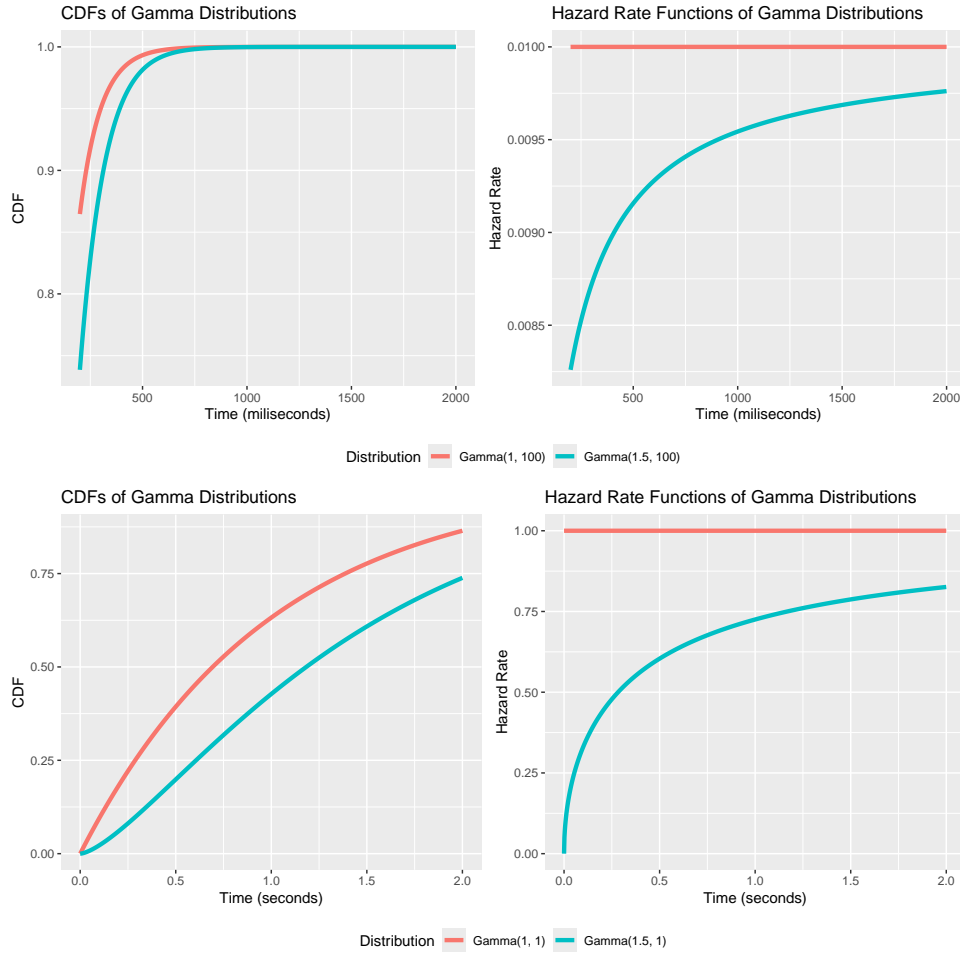 CDFs of Gamma Distributions
1.0
0.9
0.8
CDF
500
1000
1500
2000
Time (miliseconds)
Hazard Rate Functions of Gamma Distributions
0.0100
0.0095
0.0090
0.0085
Hazard Rate
500
1000
1500
2000
Time (miliseconds)
Distribution Gamma(1, 100) Gamma(1.5, 100)
CDFs of Gamma Distributions
0.75
0.50
0.25
0.00
CDF
0.0
0.5
1.0
1.5
2.0
Time (seconds)
Hazard Rate Functions of Gamma Distributions
1.00
0.75
0.50
0.25
0.00
Hazard Rate
0.0
0.5
1.0
1.5
2.0
Time (seconds)
Distribution Gamma(1, 1) Gamma(1.5, 1)